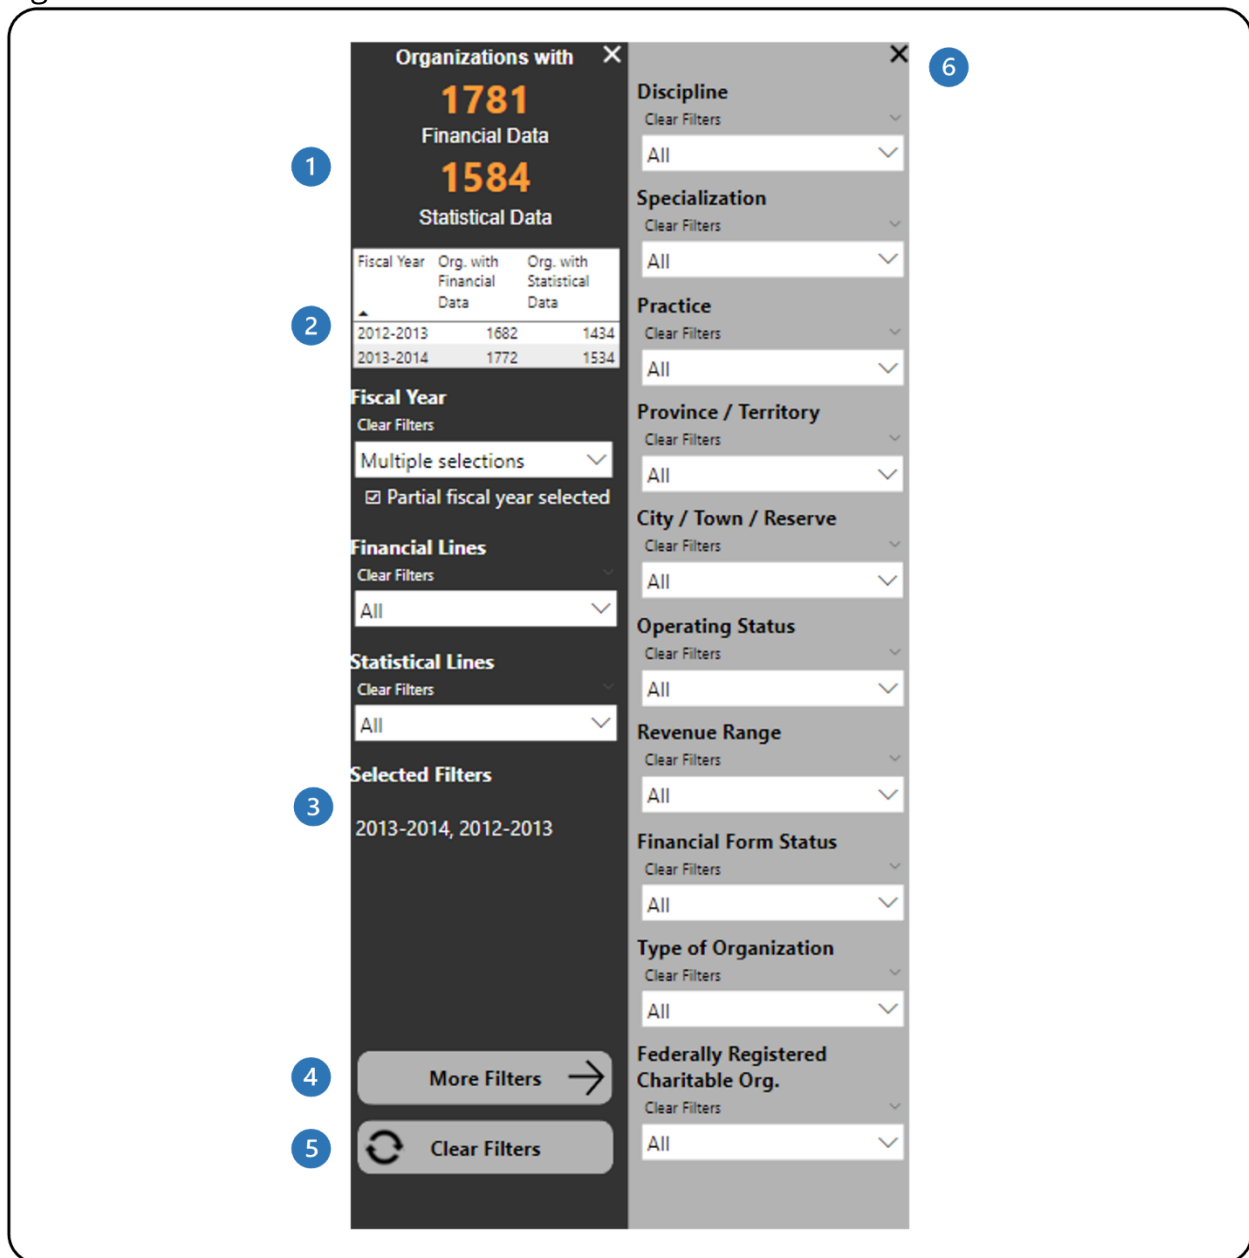 Organizations with
1781
Financial Data
1
1584
Statistical Data
Fiscal Year Org. with Financial Data Org. with Statistical Data
2
2012-2013 1682 1434
2013-2014 1772 1534
Fiscal Year
Clear Filters
Multiple selections
Partial fiscal year selected
Financial Lines
Clear Filters
All
Statistical Lines
Clear Filters
All
Selected Filters
3
2013-2014, 2012-2013
4
More Filters
5
Clear Filters
6
Discipline
Clear Filters
All
Specialization
Clear Filters
All
Practice
Clear Filters
All
Province / Territory
Clear Filters
All
City / Town / Reserve
Clear Filters
All
Operating Status
Clear Filters
All
Revenue Range
Clear Filters
All
Financial Form Status
Clear Filters
All
Type of Organization
Clear Filters
All
Federally Registered
Charitable Org.
Clear Filters
All